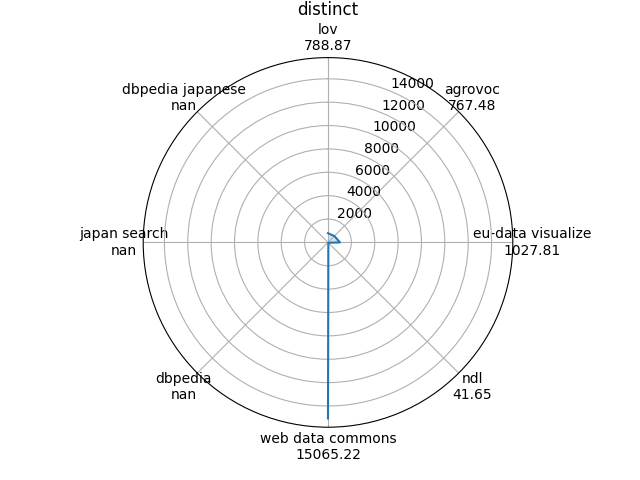 distinct
lov
788.87
dbpedia japanese
nan
agrovoc
767.48
14000
12000
10000
8000
6000
4000
2000
japan search
nan
eu-data visualize
1027.81
dbpedia
nan
ndl
41.65
web data commons
15065.22